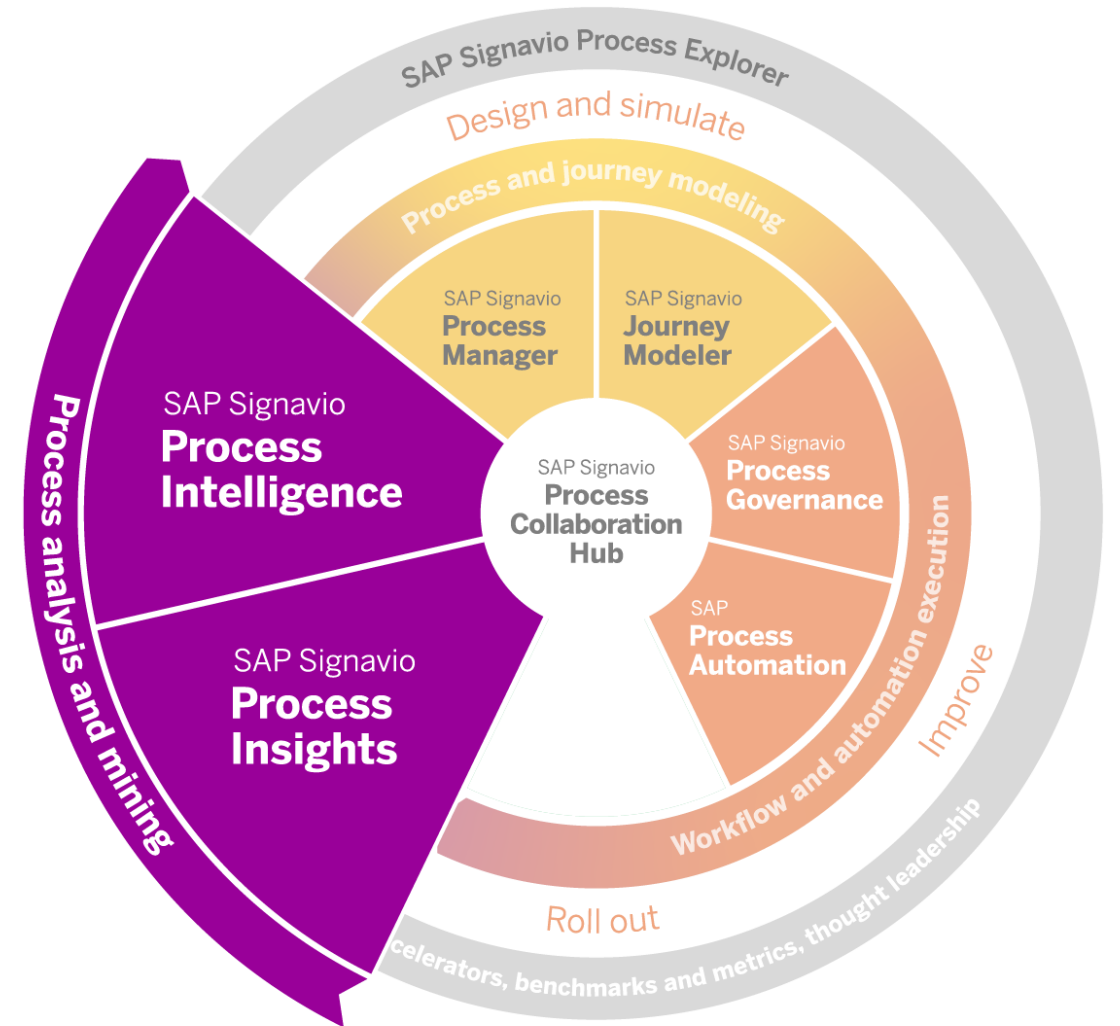 SAP Signavio Process Explorer
Design and simulate
Process and journey modeling
SAP Signavio
Process
Manager
SAP Signavio
Journey
Modeler
SAP Signavio
Process
Intelligence
SAP Signavio
Process
Collaboration
Hub
SAP Signavio
Process
Governance
SAP
Process
Automation
SAP Signavio
Process
Insights
Process analysis and mining
Workflow and automation execution
Improve
Roll out
celerators, benchmarks and metrics, thought leadership